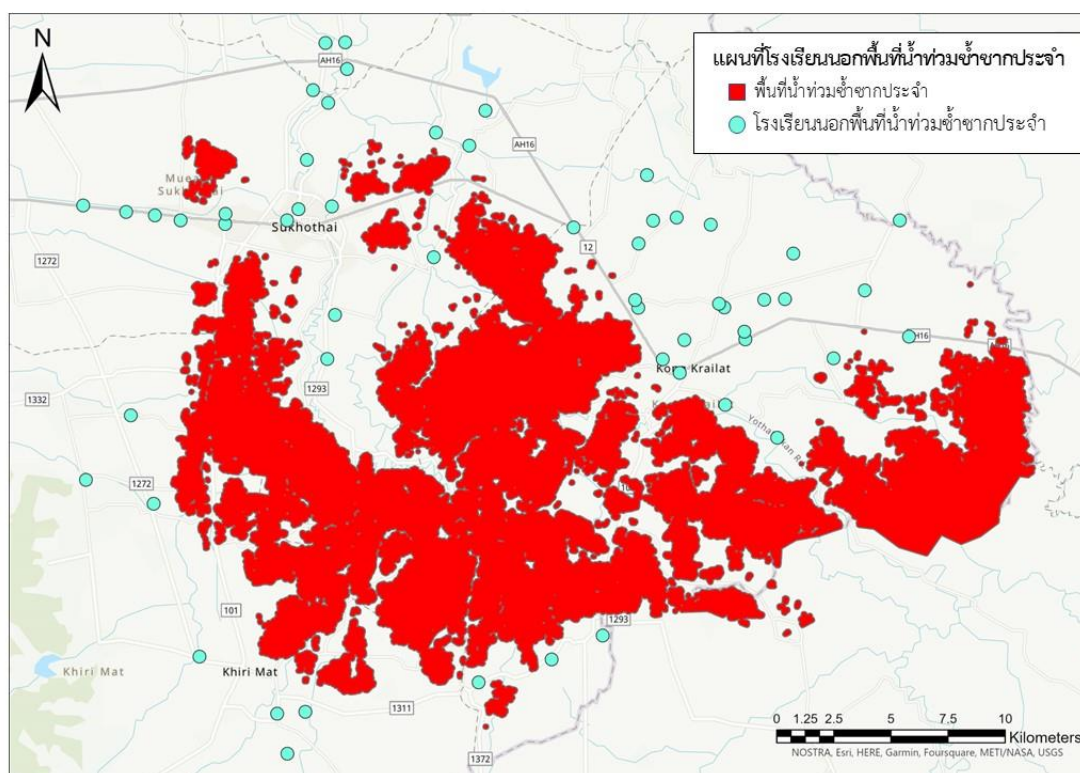 N
แผนที่โรงเรียนนอกพื้นที่น้ำท่วมซ้ำซากประจำ
พื้นที่น้ำท่วมซ้ำซากประจำ
โรงเรียนนอกพื้นที่น้ำท่วมซ้ำซากประจำ
AH16
AH16
Sukhothai
1272
12
1293
Kong Krailat
1332
1272
101
1293
Khiri Mat
Khiri Mat
1311
1372
0 1.25 2.5 5 7.5 10
Kilometers
NOSTRA, Esri, HERE, Garmin, Foursquare, METI/NASA, USGS